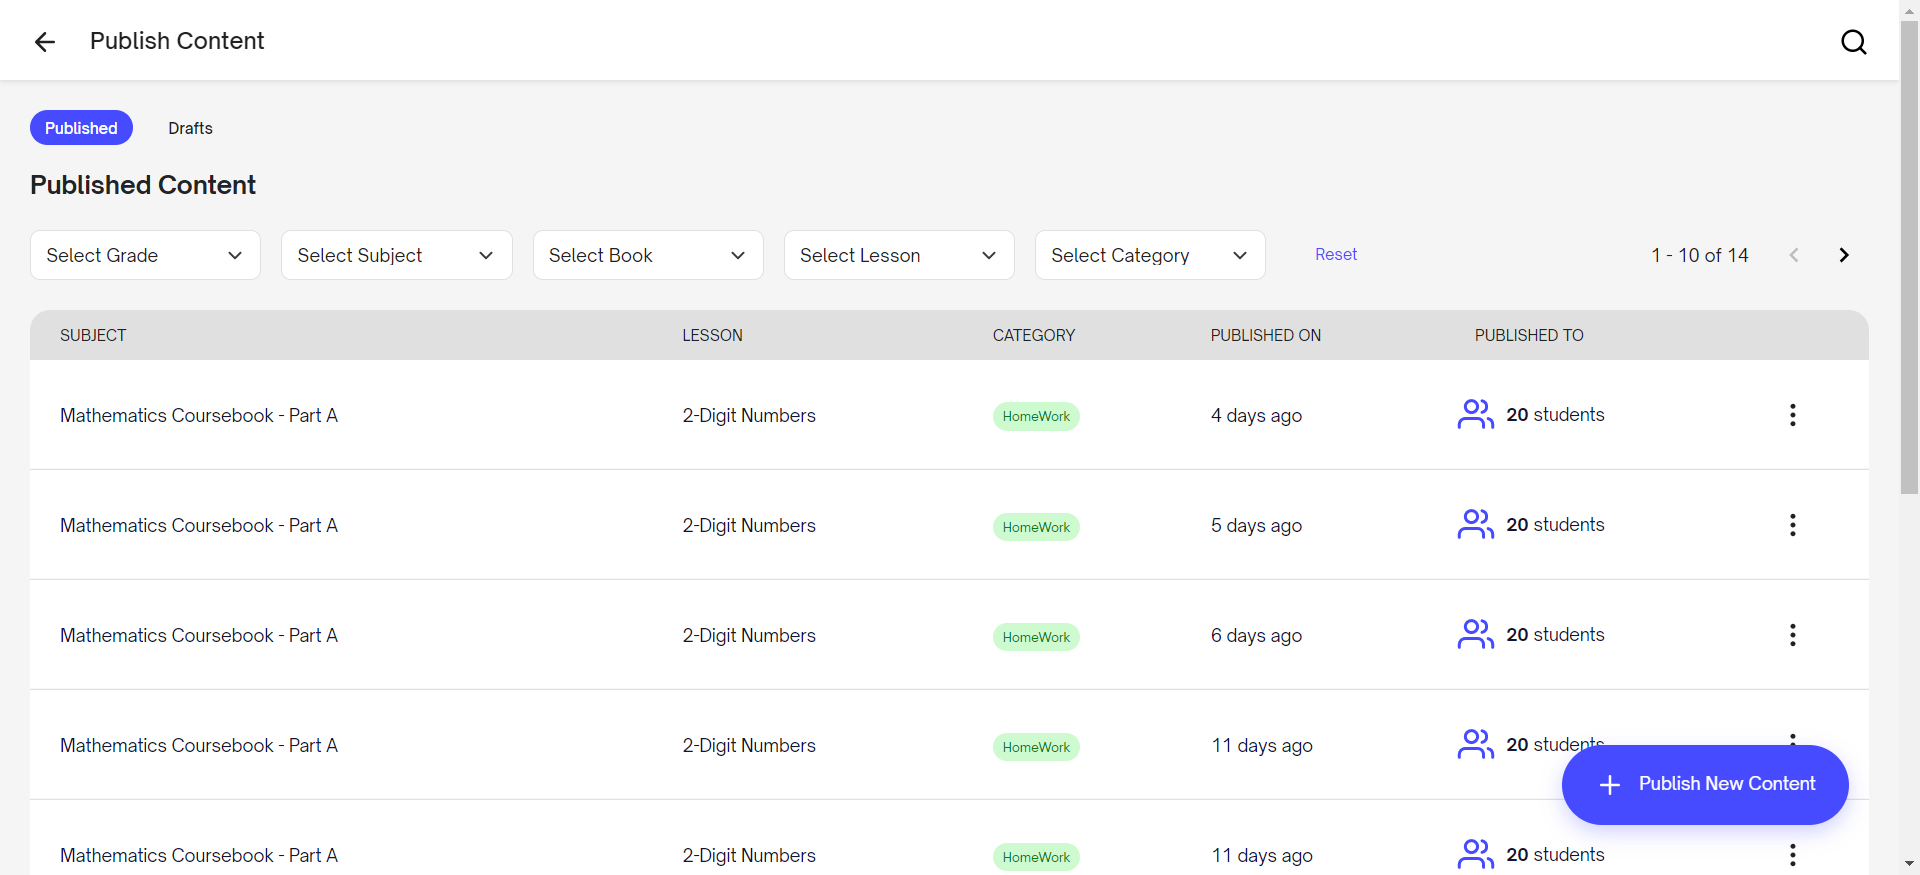 Publish Content
Published Drafts
Published Content
Select Grade Select Subject Select Book Select Lesson Select Category Reset 1 - 10 of 14
SUBJECT LESSON CATEGORY PUBLISHED ON PUBLISHED TO
Mathematics Coursebook - Part A 2-Digit Numbers HomeWork 4 days ago 20 students
Mathematics Coursebook - Part A 2-Digit Numbers HomeWork 5 days ago 20 students
Mathematics Coursebook - Part A 2-Digit Numbers HomeWork 6 days ago 20 students
Mathematics Coursebook - Part A 2-Digit Numbers HomeWork 11 days ago 20 students
Publish New Content
Mathematics Coursebook - Part A 2-Digit Numbers HomeWork 11 days ago 20 students